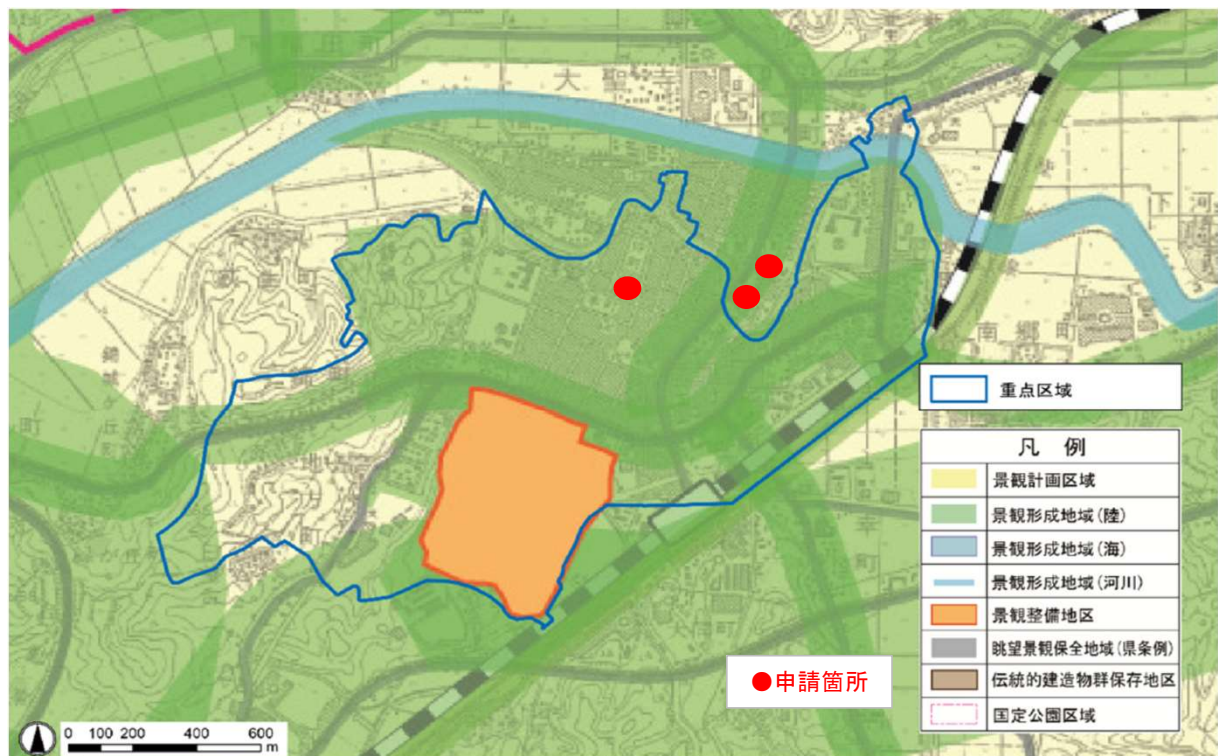 大聖寺
南郷町
重点区域
凡 例
景観計画区域
景観形成地域(陸)
景観形成地域(海)
景観形成地域(河川)
景観整備地区
眺望景観保全地域(県条例)
伝統的建造物群保存地区
国定公園区域
●申請箇所
0 100 200 400 600
m